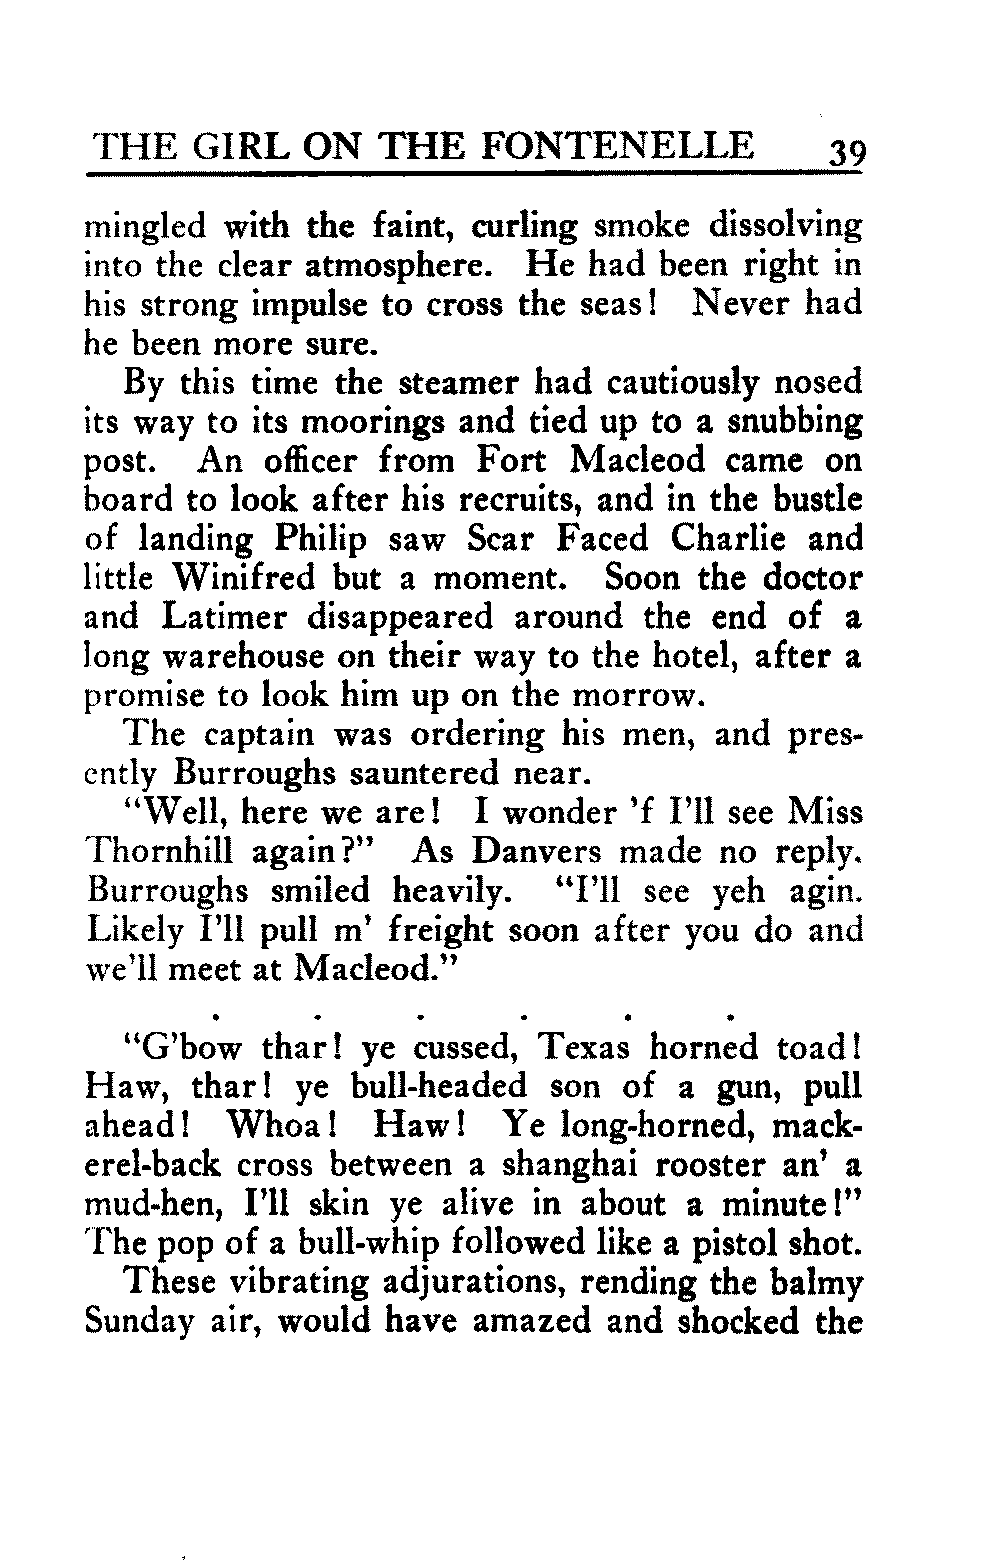 THE GIRL ON THE FONTENELLE 39
mingled with the faint, curling smoke dissolving
into the clear atmosphere. He had been right in
his strong impulse to cross the seas! Never had
he been more sure.
By this time the steamer had cautiously nosed
its way to its moorings and tied up to a snubbing
post. An officer from Fort Macleod came on
board to look after his recruits, and in the bustle
of landing Philip saw Scar Faced Charlie and
little Winifred but a moment. Soon the doctor
and Latimer disappeared around the end of a
long warehouse on their way to the hotel, after a
promise to look him up on the morrow.
The captain was ordering his men, and pres-
ently Burroughs sauntered near.
"Well, here we are! I wonder 'f I'll see Miss
Thornhill again?" As Danvers made no reply.
Burroughs smiled heavily. "I'll see yeh agin.
Likely I'll pull m' freight soon after you do and
we'll meet at Macleod."
. . . . . .
"G'bow thar! ye cussed, Texas horned toad!
Haw, thar! ye bull-headed son of a gun, pull
ahead! Whoa! Haw! Ye long-horned, mack-
erel-back cross between a shanghai rooster an' a
mud-hen, I'll skin ye alive in about a minute!"
The pop of a bull-whip followed like a pistol shot.
These vibrating adjurations, rending the balmy
Sunday air, would have amazed and shocked the